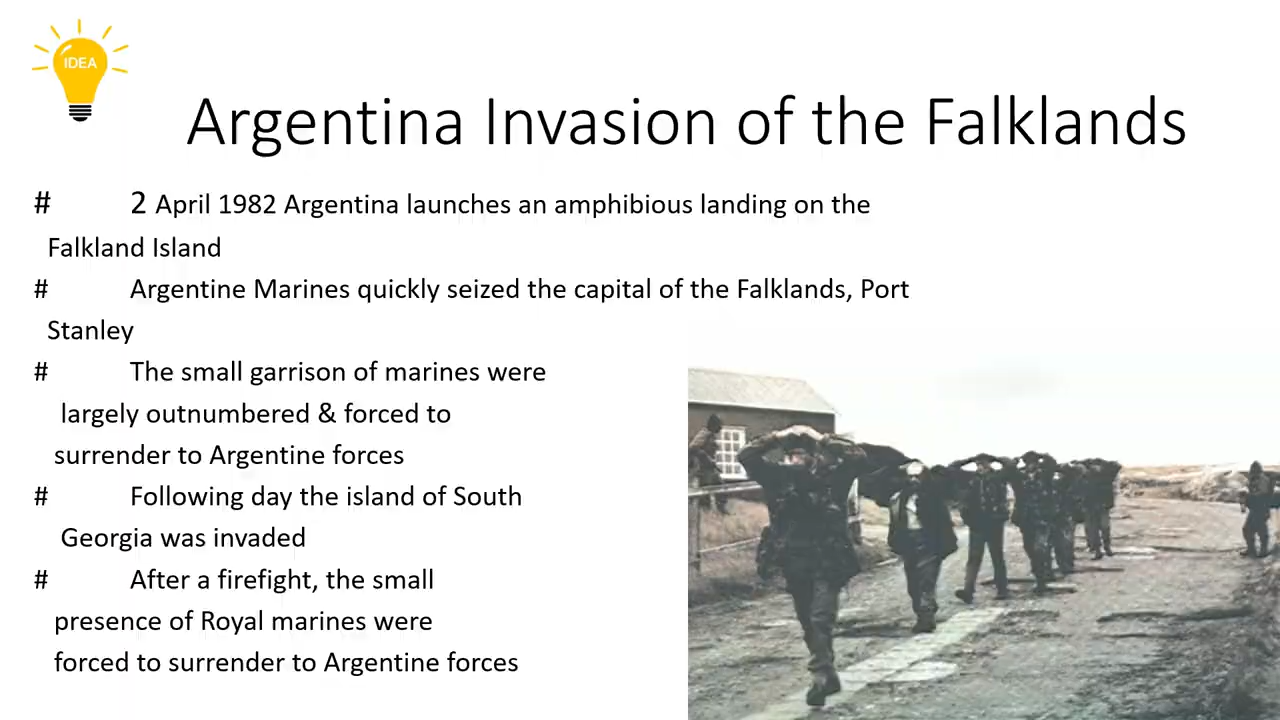 IDEA
Argentina Invasion of the Falklands
# 2 April 1982 Argentina launches an amphibious landing on the
Falkland Island
# Argentine Marines quickly seized the capital of the Falklands, Port
Stanley
# The small garrison of marines were
largely outnumbered & forced to
surrender to Argentine forces
# Following day the island of South
Georgia was invaded
# After a firefight, the small
presence of Royal marines were
forced to surrender to Argentine forces